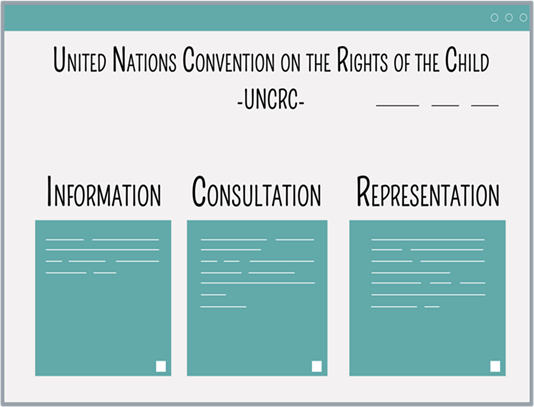 United Nations Convention on the Rights of the Child
-UNCRC-
Information Consultation Representation